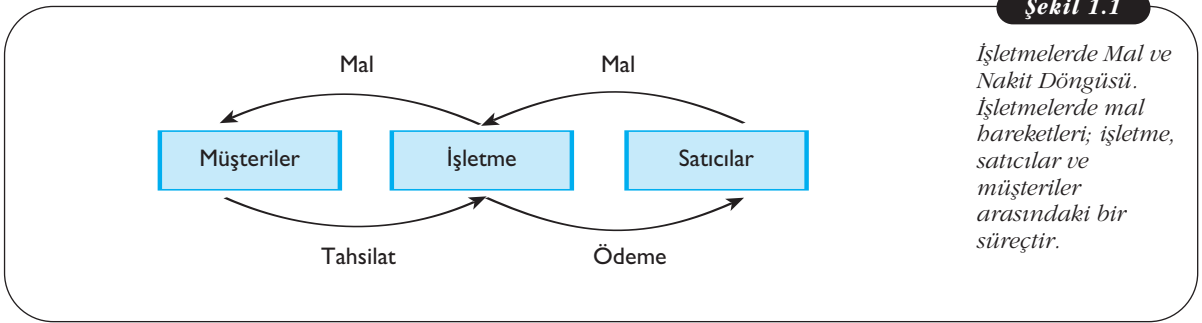 Şekil 1.1
İşletmelerde Mal ve
Nakit Döngüsü.
İşletmelerde mal
hareketleri; işletme,
satıcılar ve
müşteriler
arasındaki bir
süreçtir.
Mal
Mal
Müşteriler
İşletme
Satıcılar
Tahsilat
Ödeme